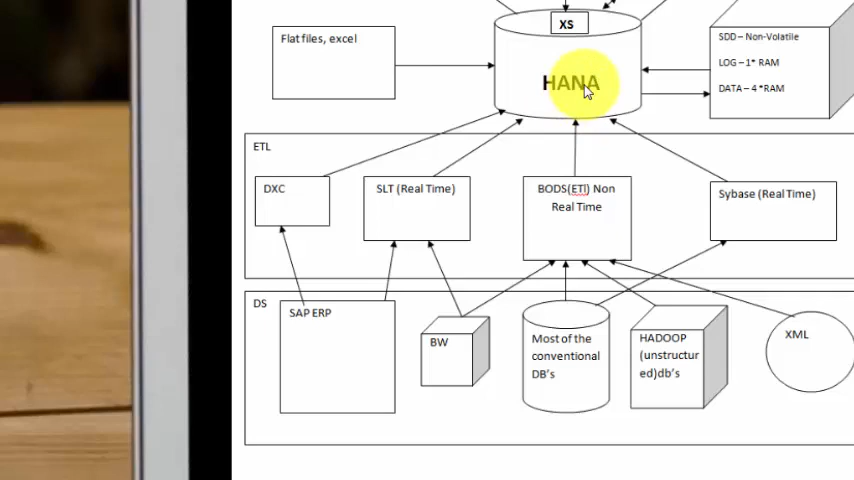 XS
Flat files, excel
HANA
SDD – Non-Volatile
LOG – 1* RAM
DATA – 4 *RAM
ETL
DXC
SLT (Real Time)
BODS(ETl) Non
Real Time
Sybase (Real Time)
DS
SAP ERP
BW
Most of the
conventional
DB's
HADOOP
(unstructur
ed)db's
XML